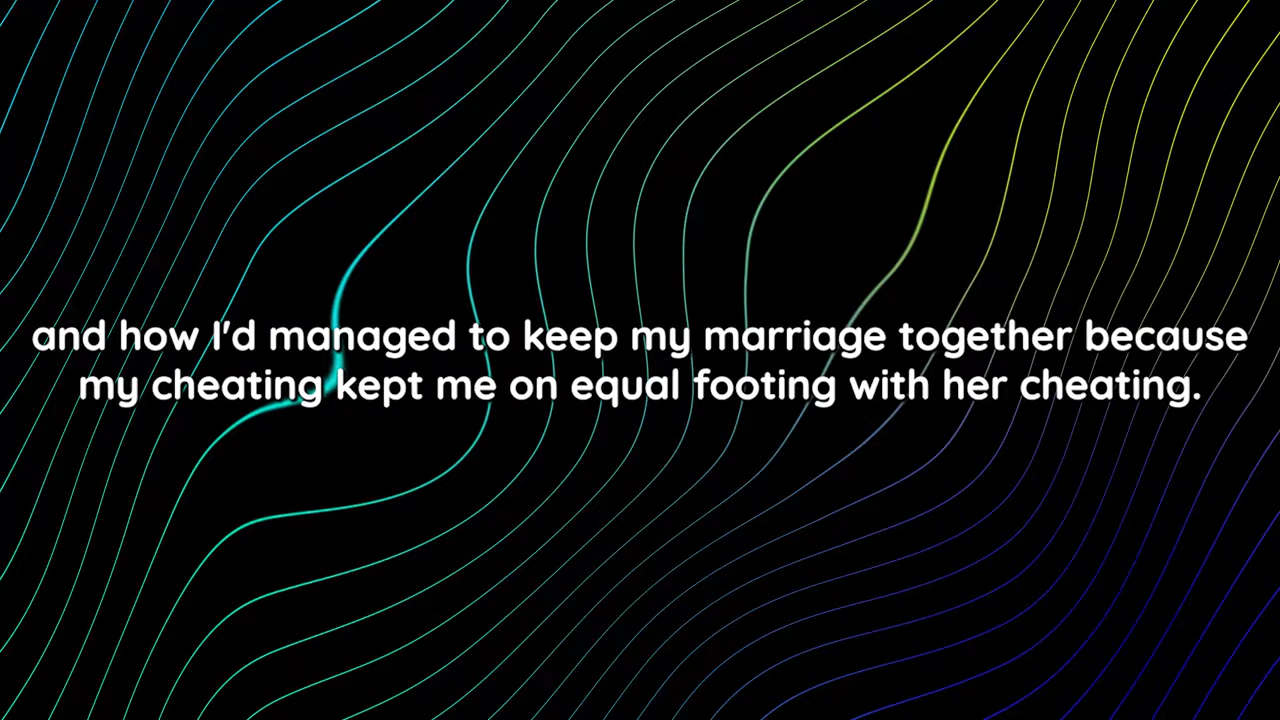 and how I'd managed to keep my marriage together because
my cheating kept me on equal footing with her cheating.